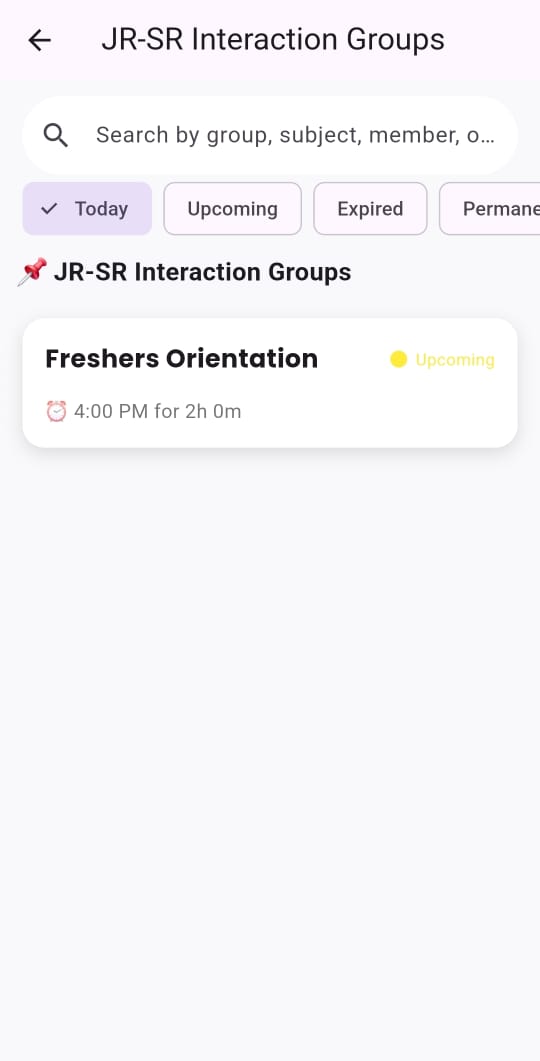 JR-SR Interaction Groups
Search by group, subject, member, o...
Today
Upcoming
Expired
Permane
📌 JR-SR Interaction Groups
Freshers Orientation
Upcoming
⏰ 4:00 PM for 2h 0m